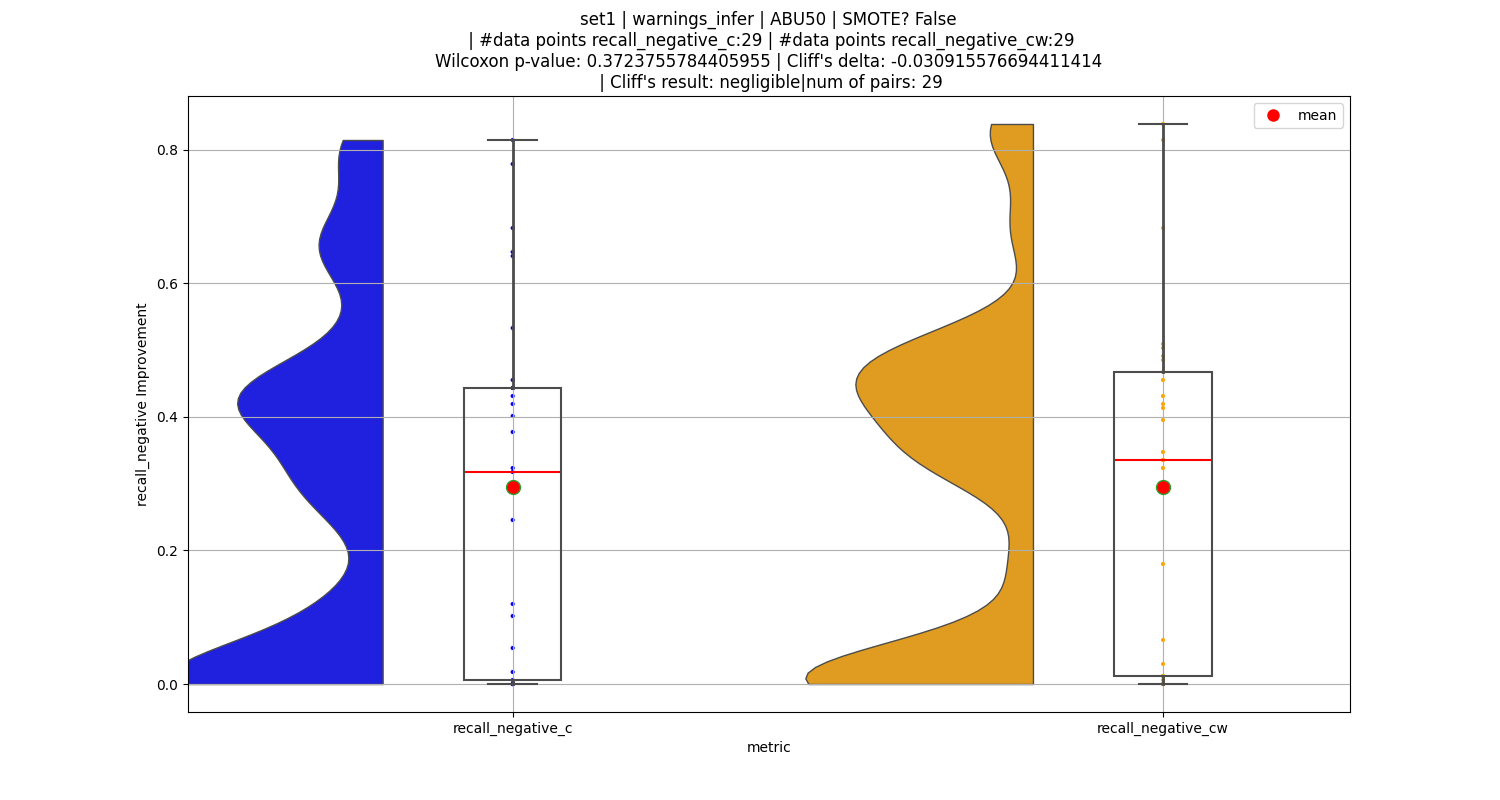 set1 | warnings_infer | ABU50 | SMOTE? False
| #data points recall_negative_c:29 | #data points recall_negative_cw:29
Wilcoxon p-value: 0.3723755784405955 | Cliff's delta: -0.030915576694411414
| Cliff's result: negligible|num of pairs: 29
mean
0.8
0.6
0.4
0.2
0.0
recall_negative Improvement
recall_negative_c
recall_negative_cw
metric